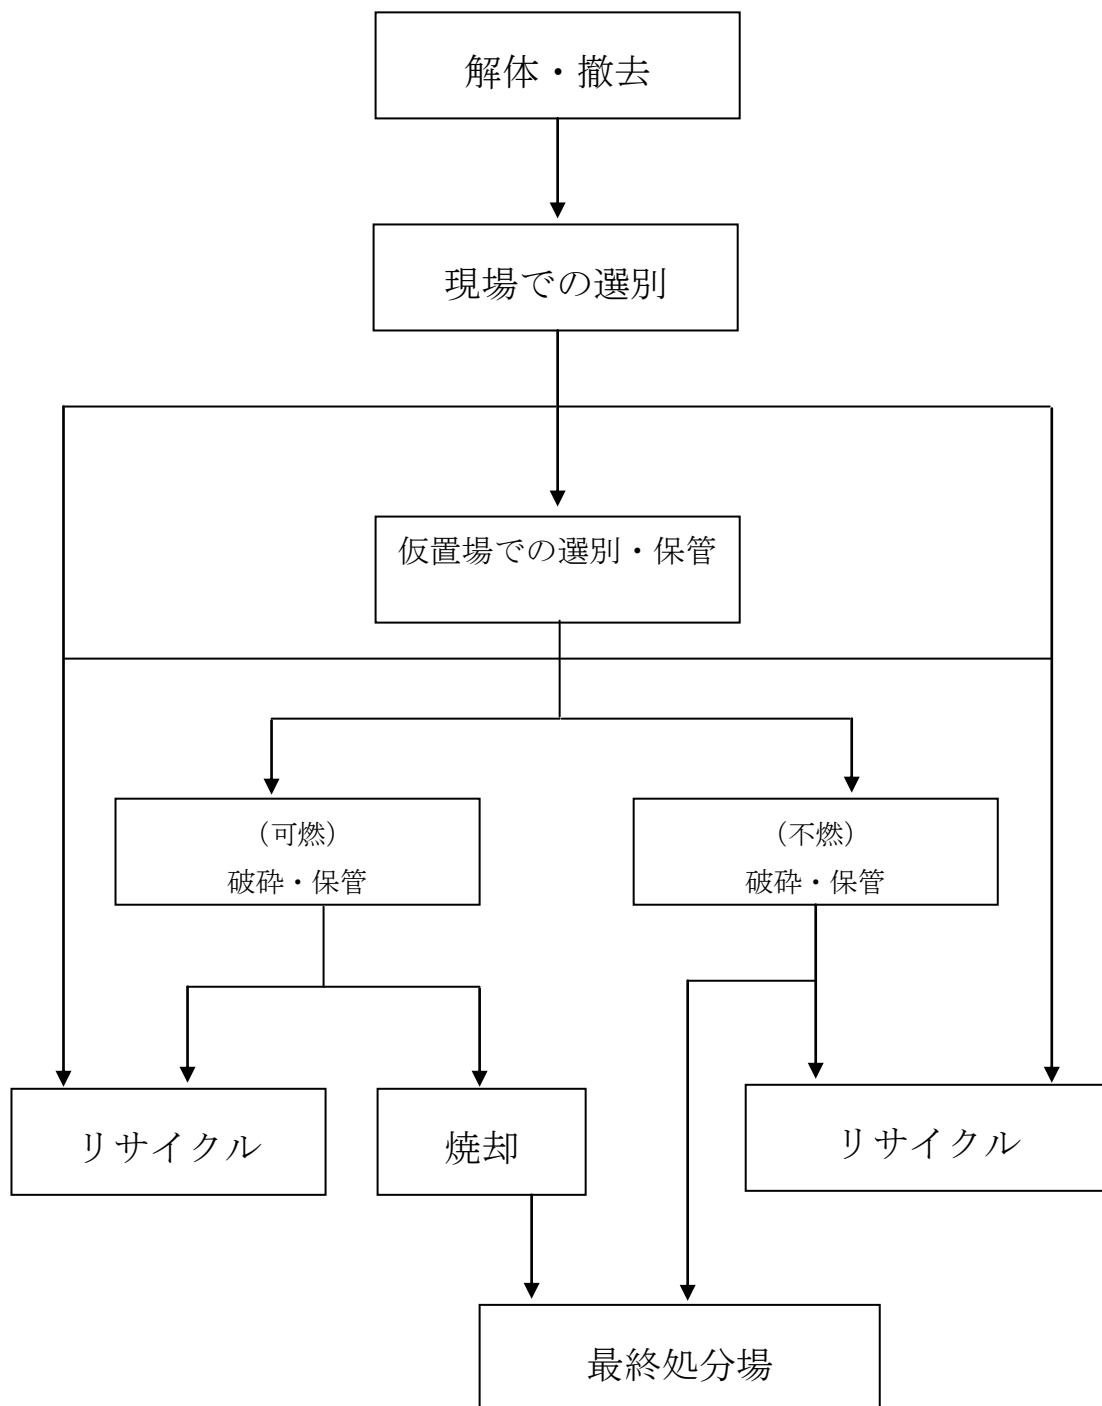 解体・撤去
現場での選別
仮置場での選別・保管
（可燃）
破砕・保管
（不燃）
破砕・保管
リサイクル
焼却
リサイクル
最終処分場